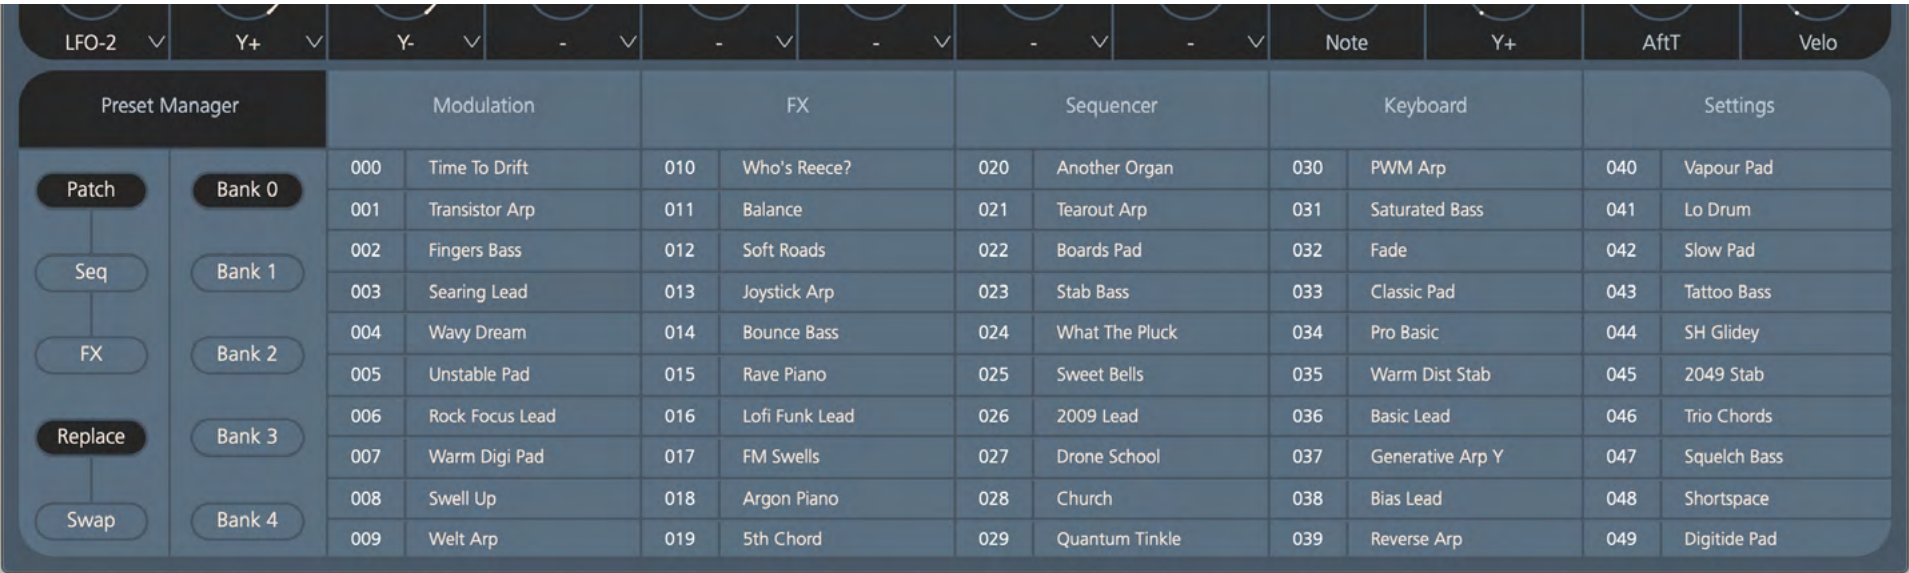 LFO-2 Y+ Y- - - - - - Note Y+ AftT Velo
Preset Manager Modulation FX Sequencer Keyboard Settings
Patch Bank 0
Seq Bank 1
FX Bank 2
Replace Bank 3
Swap Bank 4
000 Time To Drift 010 Who's Reece? 020 Another Organ 030 PWM Arp 040 Vapour Pad
001 Transistor Arp 011 Balance 021 Tearout Arp 031 Saturated Bass 041 Lo Drum
002 Fingers Bass 012 Soft Roads 022 Boards Pad 032 Fade 042 Slow Pad
003 Searing Lead 013 Joystick Arp 023 Stab Bass 033 Classic Pad 043 Tattoo Bass
004 Wavy Dream 014 Bounce Bass 024 What The Pluck 034 Pro Basic 044 SH Glidey
005 Unstable Pad 015 Rave Piano 025 Sweet Bells 035 Warm Dist Stab 045 2049 Stab
006 Rock Focus Lead 016 Lofi Funk Lead 026 2009 Lead 036 Basic Lead 046 Trio Chords
007 Warm Digi Pad 017 FM Swells 027 Drone School 037 Generative Arp Y 047 Squelch Bass
008 Swell Up 018 Argon Piano 028 Church 038 Bias Lead 048 Shortspace
009 Welt Arp 019 5th Chord 029 Quantum Tinkle 039 Reverse Arp 049 Digitide Pad